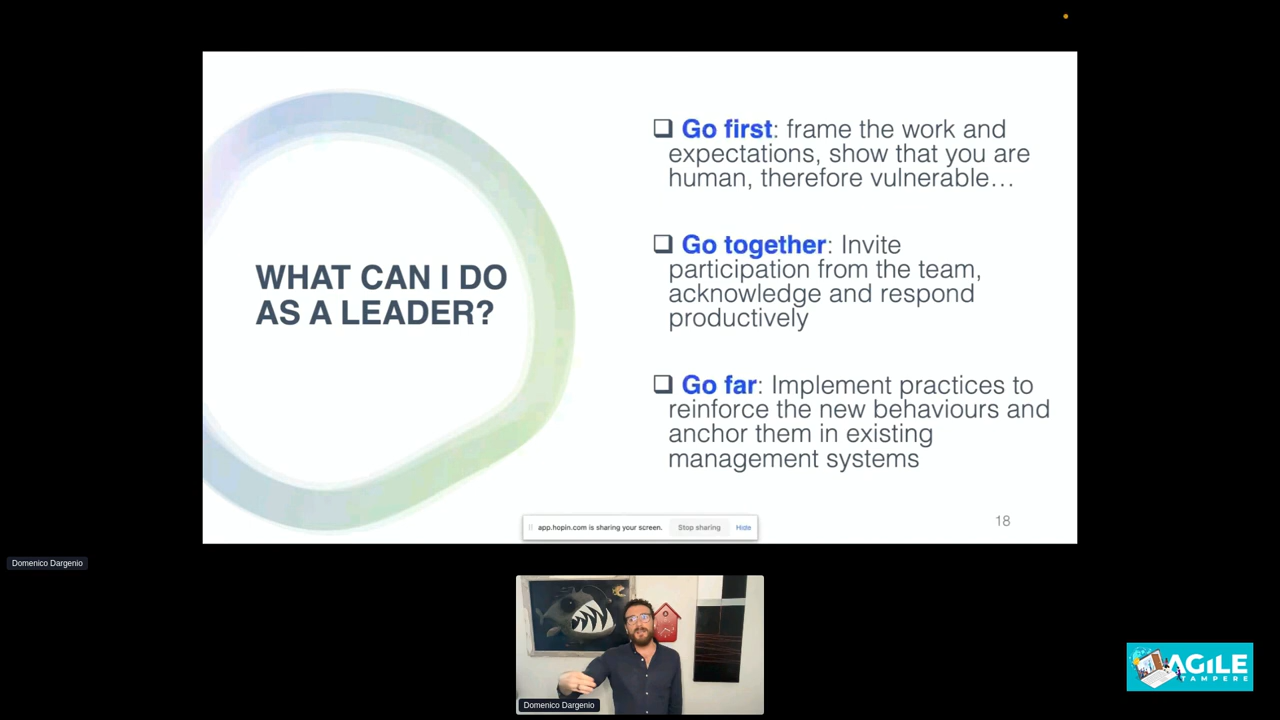 WHAT CAN I DO
AS A LEADER?
❑ Go first: frame the work and
expectations, show that you are
human, therefore vulnerable…
❑ Go together: Invite
participation from the team,
acknowledge and respond
productively
❑ Go far: Implement practices to
reinforce the new behaviours and
anchor them in existing
management systems
18
app.hopin.com is sharing your screen. Stop sharing Hide
Domenico Dargenio
Domenico Dargenio
AGILE
TAMPERE